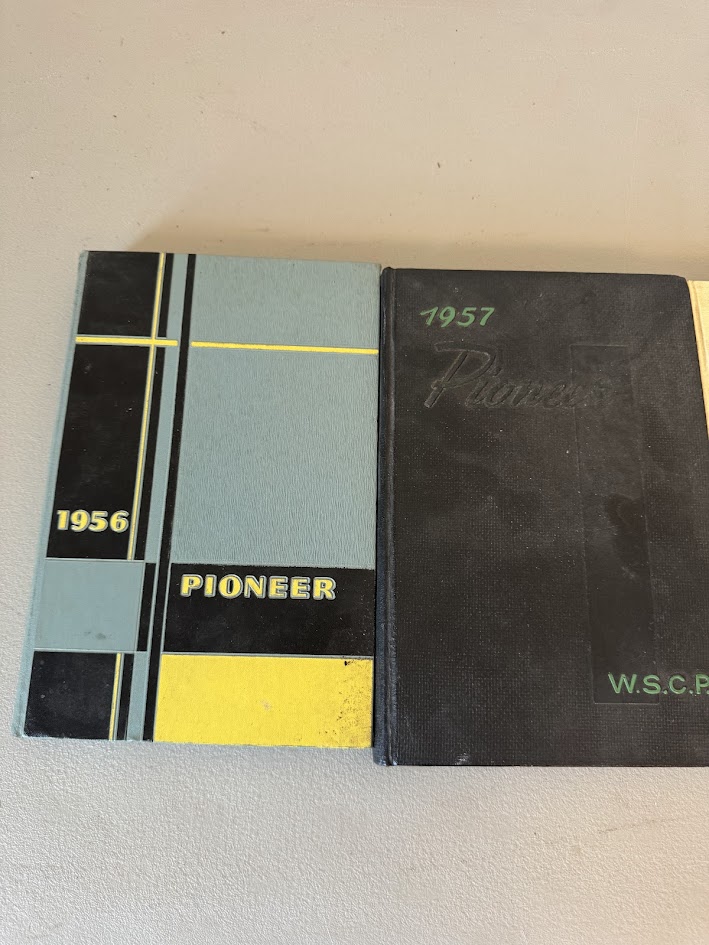 1956
PIONEER
1957
Pioneer
W.S.C.P.